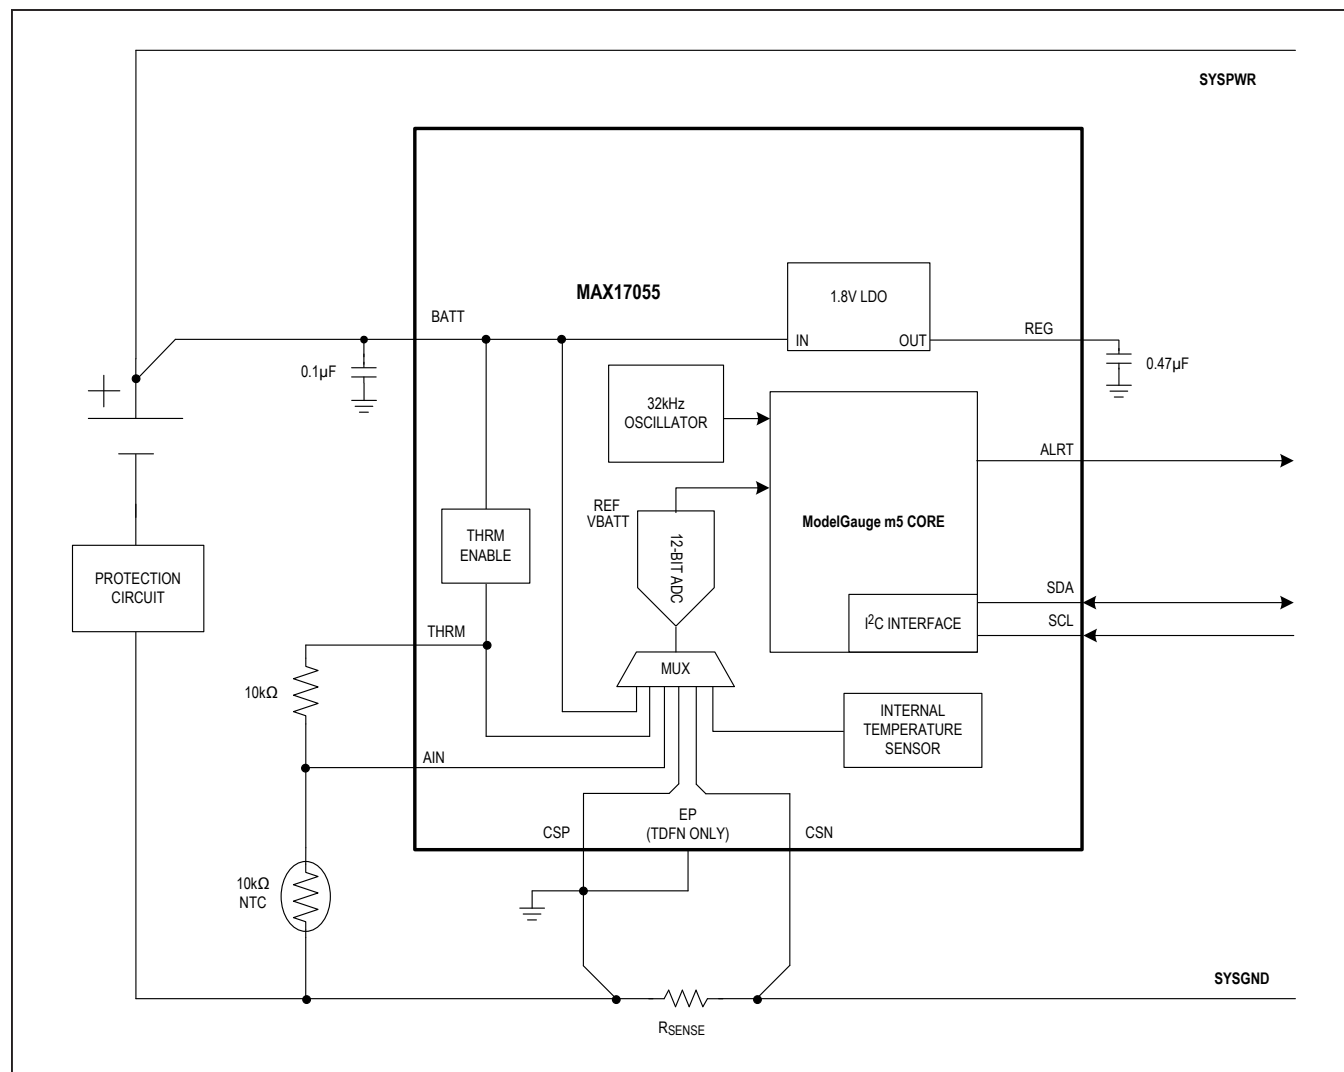 SYSPWR
MAX17055
1.8V LDO
BATT
IN
OUT
REG
0.1µF
0.47µF
+
32kHz
OSCILLATOR
ALRT
REF
VBATT
ModelGauge m5 CORE
12-BIT ADC
THRM
ENABLE
PROTECTION
CIRCUIT
SDA
I²C INTERFACE
SCL
THRM
MUX
10kΩ
INTERNAL
TEMPERATURE
SENSOR
AIN
EP
(TDFN ONLY)
CSP
CSN
10kΩ
NTC
SYSGND
RSENSE